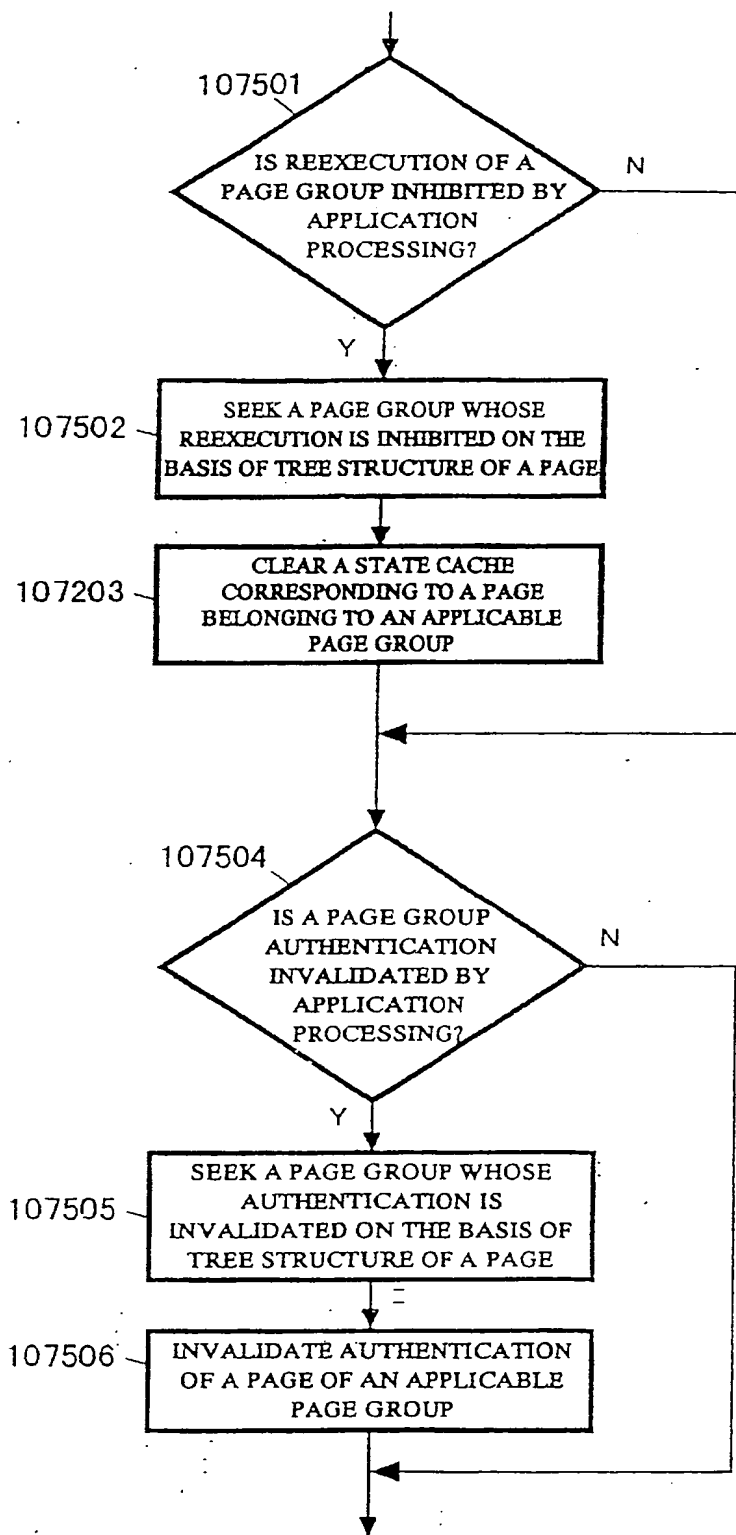 107501
IS REEXECUTION OF A
PAGE GROUP INHIBITED BY
APPLICATION
PROCESSING?
N
Y
107502
SEEK A PAGE GROUP WHOSE
REEXECUTION IS INHIBITED ON THE
BASIS OF TREE STRUCTURE OF A PAGE
107203
CLEAR A STATE CACHE
CORRESPONDING TO A PAGE
BELONGING TO AN APPLICABLE
PAGE GROUP
107504
IS A PAGE GROUP
AUTHENTICATION
INVALIDATED BY
APPLICATION
PROCESSING?
N
Y
107505
SEEK A PAGE GROUP WHOSE
AUTHENTICATION IS
INVALIDATED ON THE BASIS OF
TREE STRUCTURE OF A PAGE
107506
INVALIDATE AUTHENTICATION
OF A PAGE OF AN APPLICABLE
PAGE GROUP